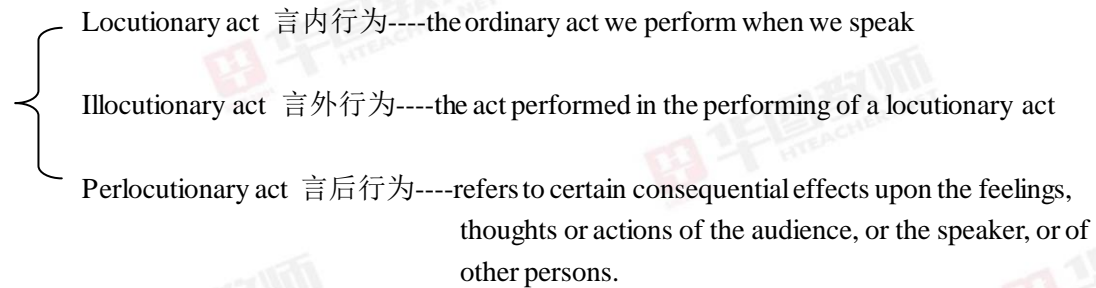 Locutionary act 言内行为----the ordinary act we perform when we speak
Illocutionary act 言外行为----the act performed in the performing of a locutionary act
Perlocutionary act 言后行为----refers to certain consequential effects upon the feelings,
thoughts or actions of the audience, or the speaker, or of
other persons.